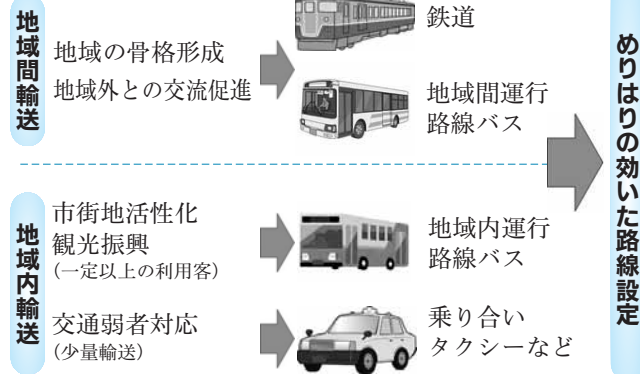 地域間輸送
地域の骨格形成
地域外との交流促進
鉄道
地域間運行
路線バス
地域内輸送
市街地活性化
観光振興
(一定以上の利用客)
地域内運行
路線バス
交通弱者対応
(少量輸送)
乗り合い
タクシーなど
めりはりの効いた路線設定